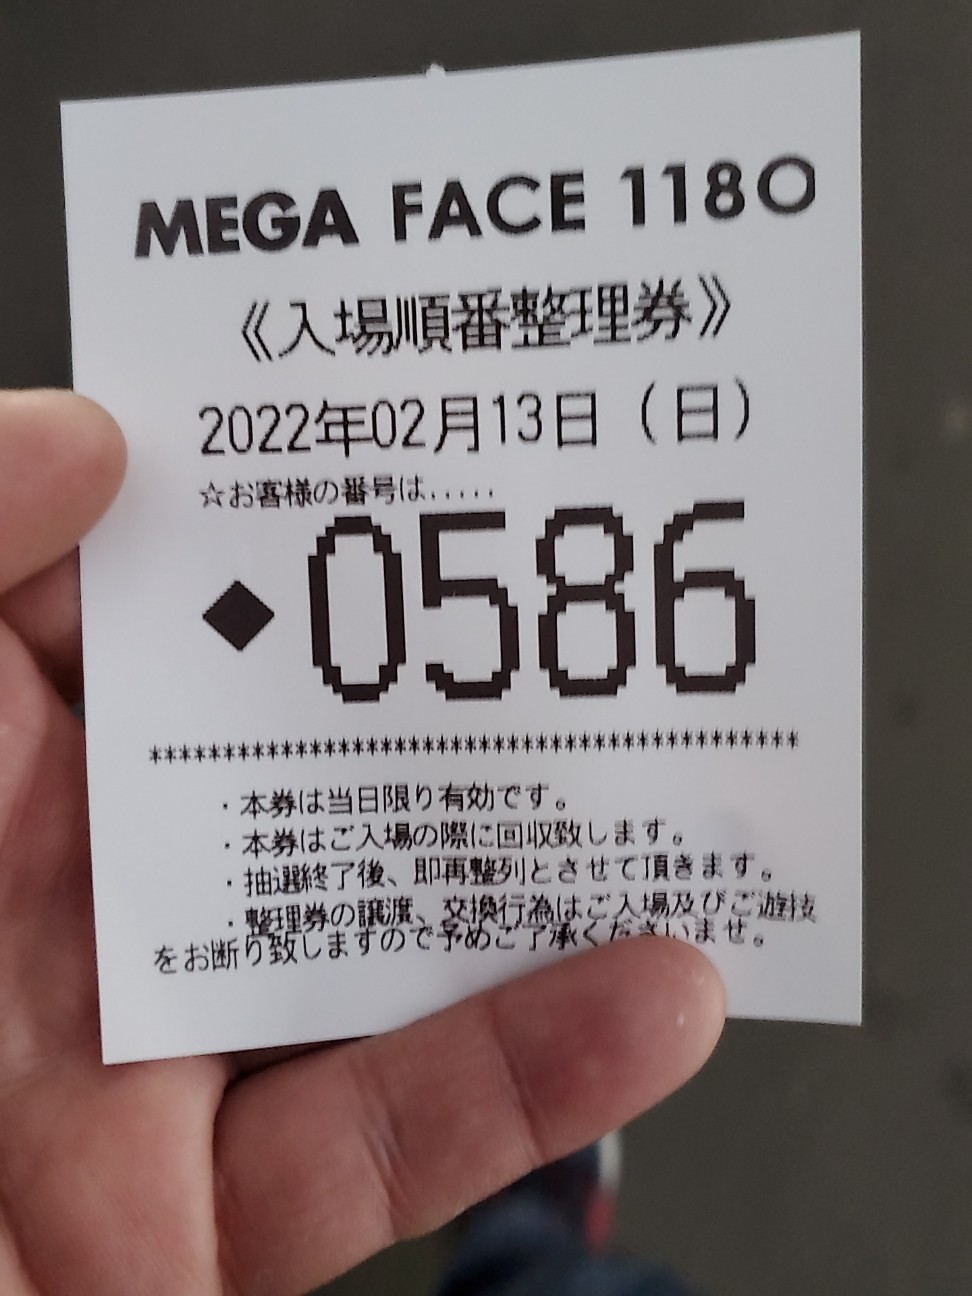 MEGA FACE 1180
《入場順番整理券》
2022年02月13日（日）
☆お客様の番号は.....
◆0586
********************************************
・本券は当日限り有効です。
・本券はご入場の際に回収致します。
・抽選終了後、即再整列とさせて頂きます。
・整理券の譲渡、交換行為はご入場及びご遊技
をお断り致しますので予めご了承くださいませ。